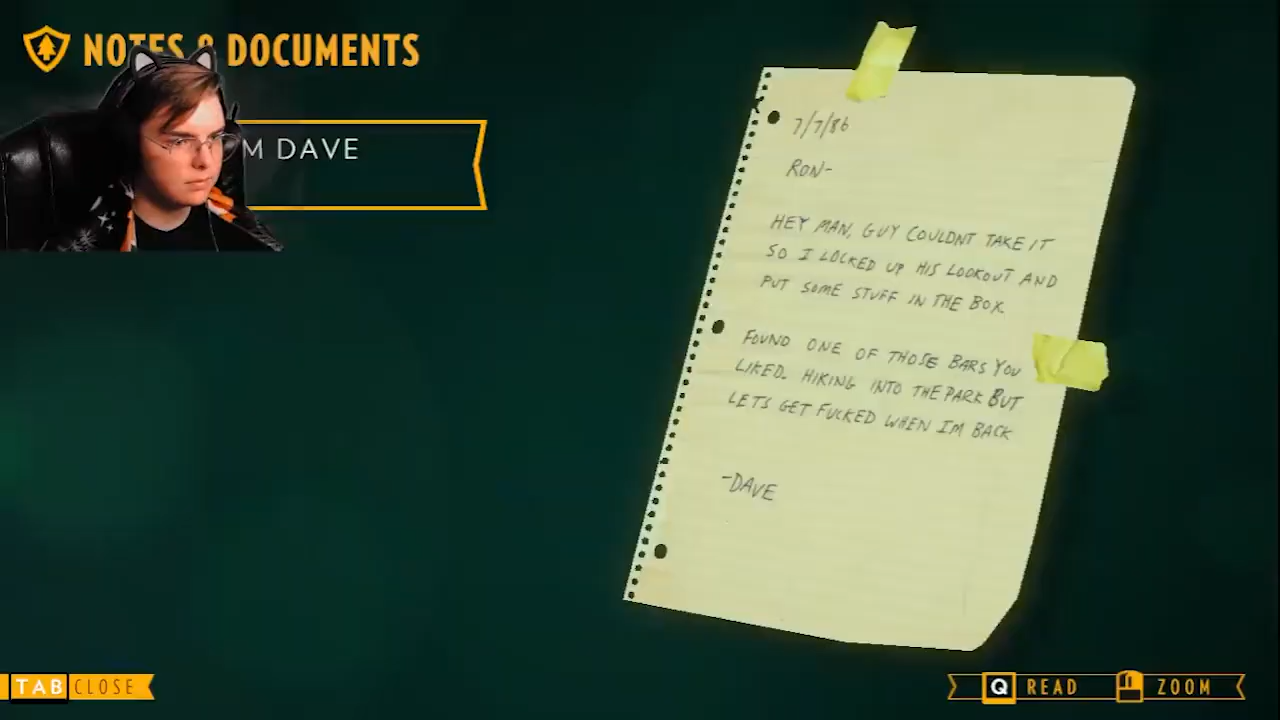 NOTES & DOCUMENTS
M DAVE
7/7/86
RON-
HEY MAN, GUY COULDNT TAKE IT
SO I LOCKED UP HIS LOOKOUT AND
PUT SOME STUFF IN THE BOX.
FOUND ONE OF THOSE BARS YOU
LIKED. HIKING INTO THE PARK BUT
LETS GET FUCKED WHEN IM BACK
-DAVE
TAB CLOSE
Q READ ZOOM